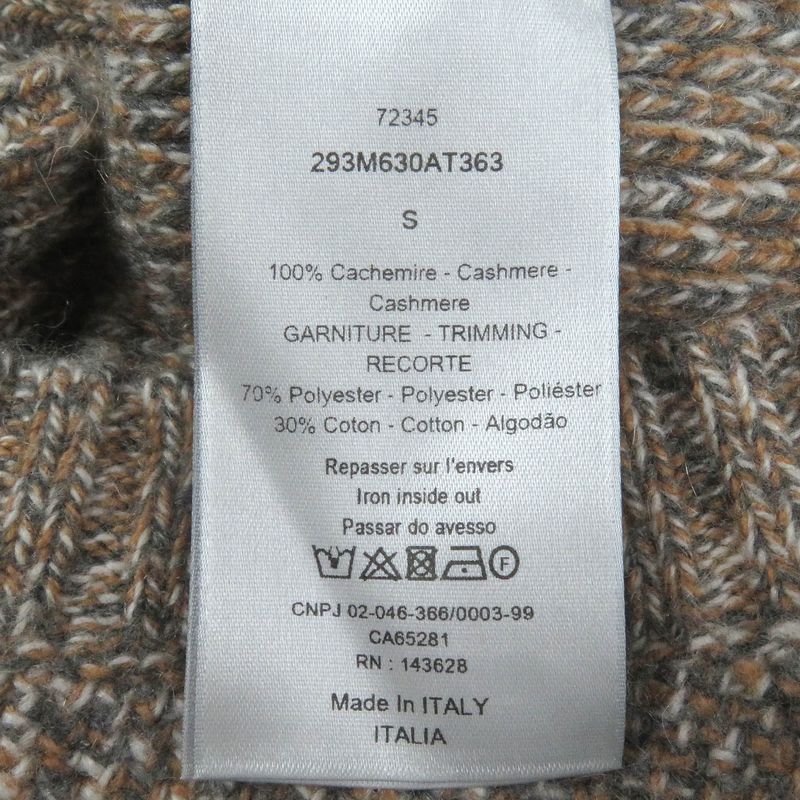 72345
293M630AT363
S
100% Cachemire - Cashmere -
Cashmere
GARNITURE - TRIMMING -
RECORTE
70% Polyester - Polyester - Poliéster
30% Coton - Cotton - Algodão
Repasser sur l'envers
Iron inside out
Passar do avesso
F
CNPJ 02-046-366/0003-99
CA65281
RN : 143628
Made In ITALY
ITALIA